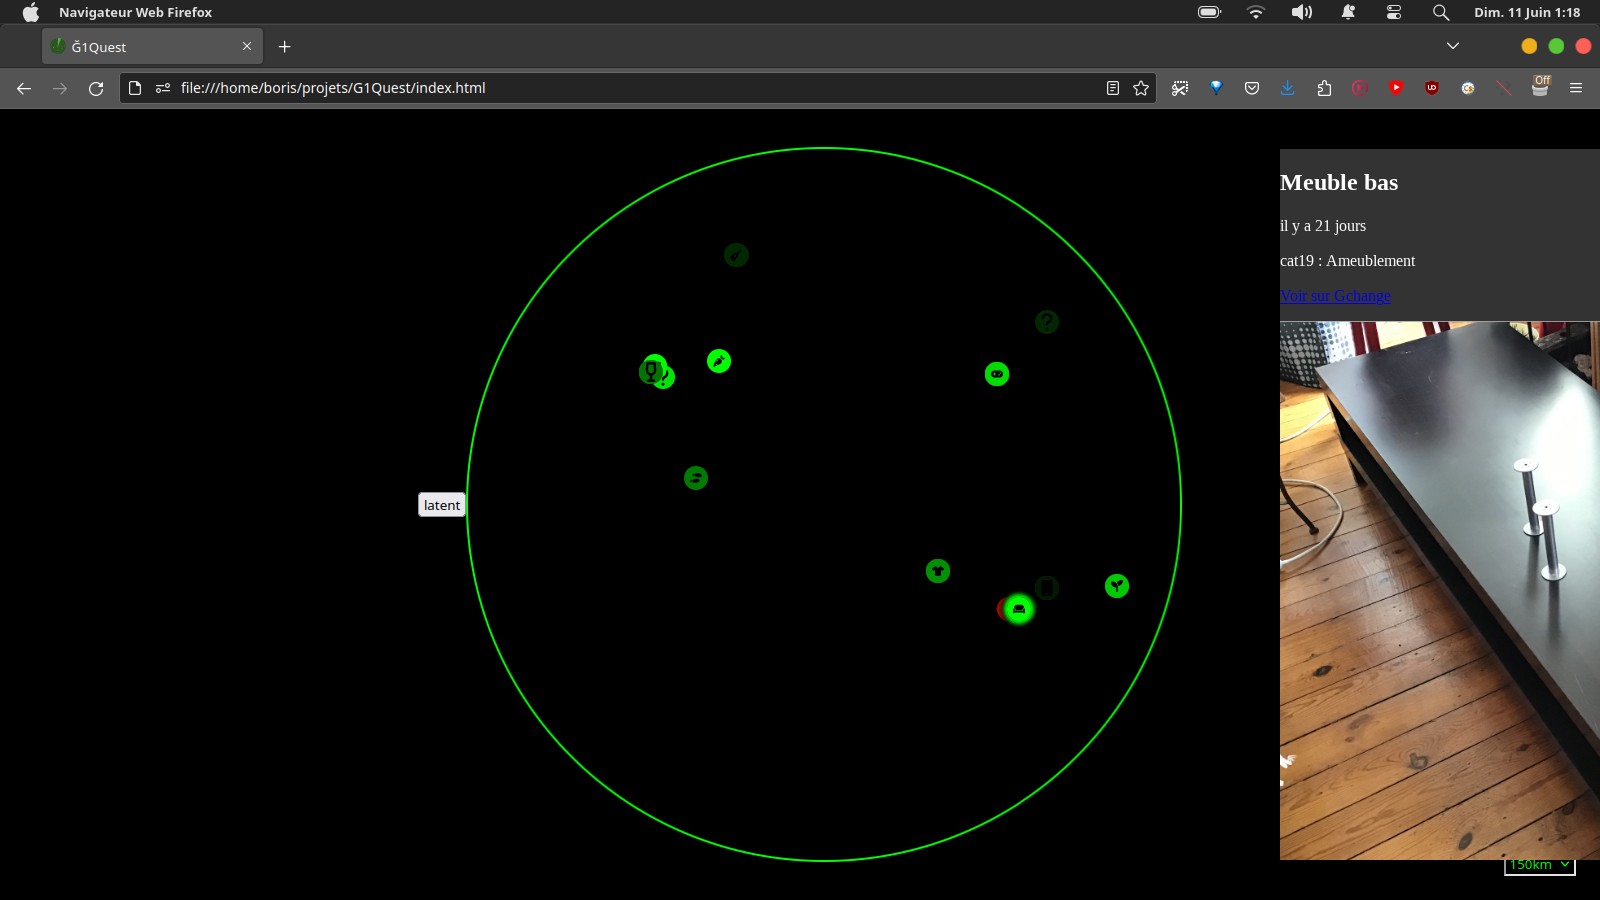 Navigateur Web Firefox
Dim. 11 Juin 1:18
Ğ1Quest
file:///home/boris/projets/G1Quest/index.html
Off
Meuble bas
il y a 21 jours
cat19 : Ameublement
Voir sur Gchange
latent
150km